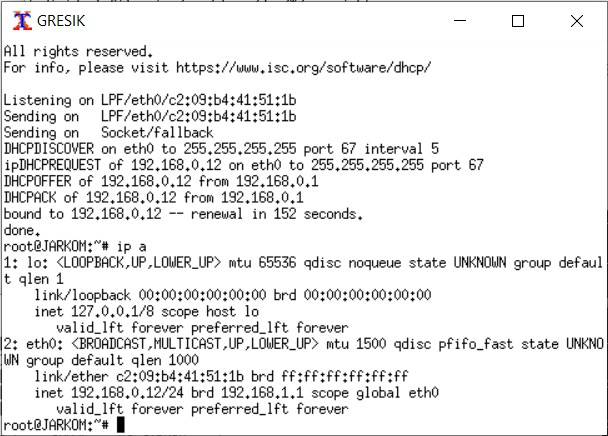 GRESIK
All rights reserved.
For info, please visit https://www.isc.org/software/dhcp/
Listening on LPF/eth0/c2:09:b4:41:51:1b
Sending on   LPF/eth0/c2:09:b4:41:51:1b
Sending on   Socket/fallback
DHCPDISCOVER on eth0 to 255.255.255.255 port 67 interval 5
ipDHCPREQUEST of 192.168.0.12 on eth0 to 255.255.255.255 port 67
DHCPOFFER of 192.168.0.12 from 192.168.0.1
DHCPACK of 192.168.0.12 from 192.168.0.1
bound to 192.168.0.12 -- renewal in 152 seconds.
done.
root@JARKOM:~# ip a
1: lo: <LOOPBACK,UP,LOWER_UP> mtu 65536 qdisc noqueue state UNKNOWN group defaul
t qlen 1
    link/loopback 00:00:00:00:00:00 brd 00:00:00:00:00:00
    inet 127.0.0.1/8 scope host lo
       valid_lft forever preferred_lft forever
2: eth0: <BROADCAST,MULTICAST,UP,LOWER_UP> mtu 1500 qdisc pfifo_fast state UNKNO
WN group default qlen 1000
    link/ether c2:09:b4:41:51:1b brd ff:ff:ff:ff:ff:ff
    inet 192.168.0.12/24 brd 192.168.1.1 scope global eth0
       valid_lft forever preferred_lft forever
root@JARKOM:~#